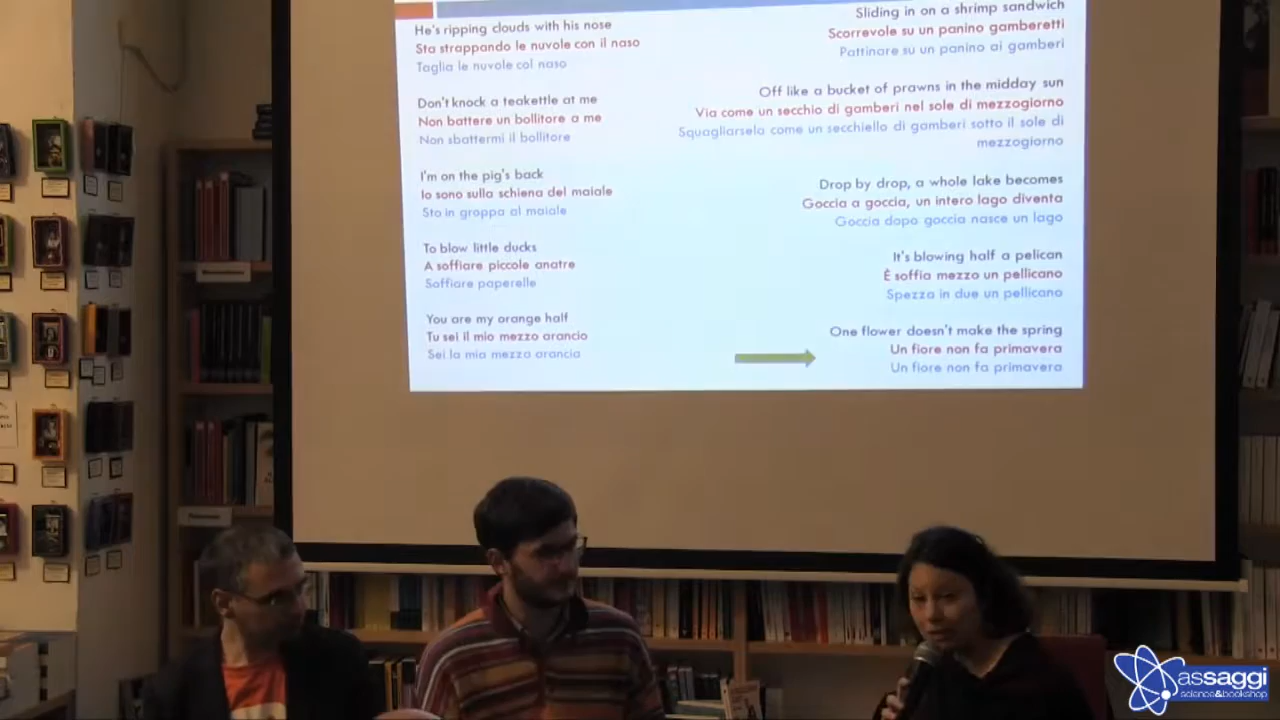 He's ripping clouds with his nose
Sta strappando le nuvole con il naso
Taglia le nuvole col naso
Don't knock a teakettle at me
Non battere un bollitore a me
Non sbattermi il bollitore
I'm on the pig's back
Io sono sulla schiena del maiale
Sto in groppa al maiale
To blow little ducks
A soffiare piccole anatre
Soffiare paperelle
You are my orange half
Tu sei il mio mezzo arancio
Sei la mia mezza arancia
Sliding in on a shrimp sandwich
Scorrevole su un panino gamberetti
Pattinare su un panino ai gamberi
Off like a bucket of prawns in the midday sun
Via come un secchio di gamberi nel sole di mezzogiorno
Squagliarsela come un secchiello di gamberi sotto il sole di
mezzogiorno
Drop by drop, a whole lake becomes
Goccia a goccia, un intero lago diventa
Goccia dopo goccia nasce un lago
It's blowing half a pelican
È soffia mezzo un pellicano
Spezza in due un pellicano
One flower doesn't make the spring
Un fiore non fa primavera
Un fiore non fa primavera
assaggi
science&bookshop